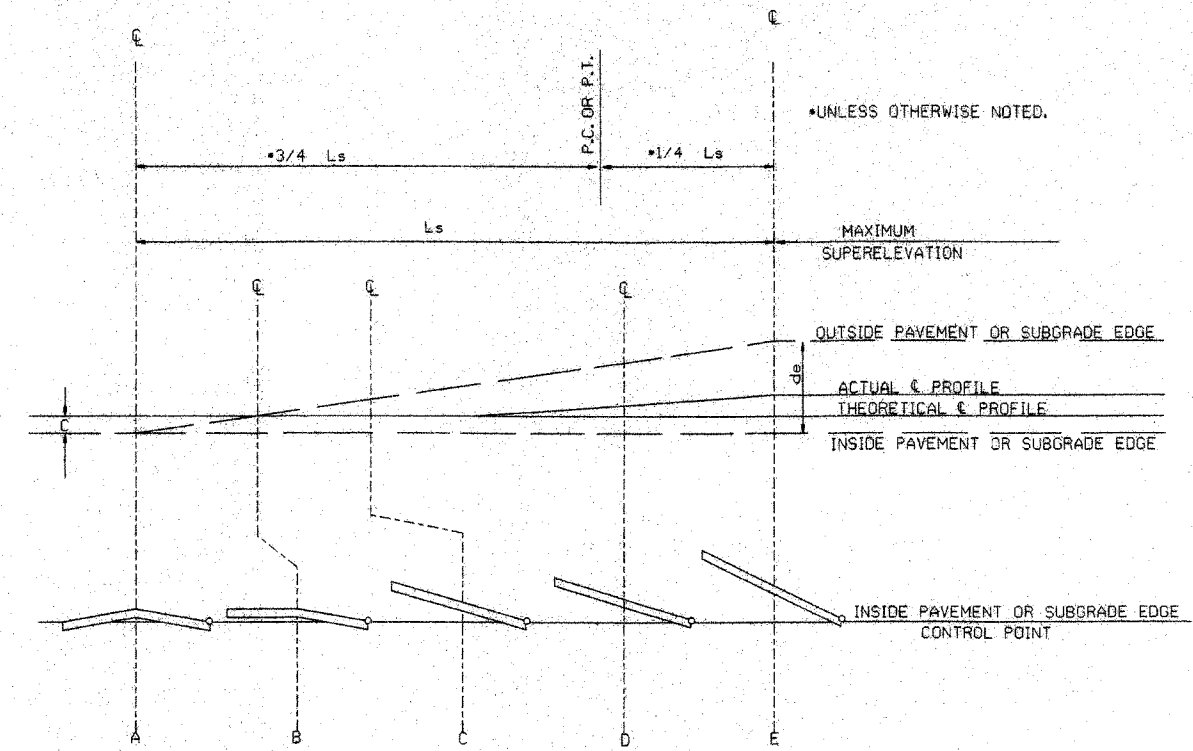 ℄
℄
P.C. OR P.T.
*UNLESS OTHERWISE NOTED.
*3/4 Ls
*1/4 Ls
Ls
MAXIMUM
SUPERELEVATION
℄
℄
℄
OUTSIDE PAVEMENT OR SUBGRADE EDGE
de
ACTUAL ℄ PROFILE
THEORETICAL ℄ PROFILE
C
INSIDE PAVEMENT OR SUBGRADE EDGE
INSIDE PAVEMENT OR SUBGRADE EDGE
CONTROL POINT
A
B
C
D
E